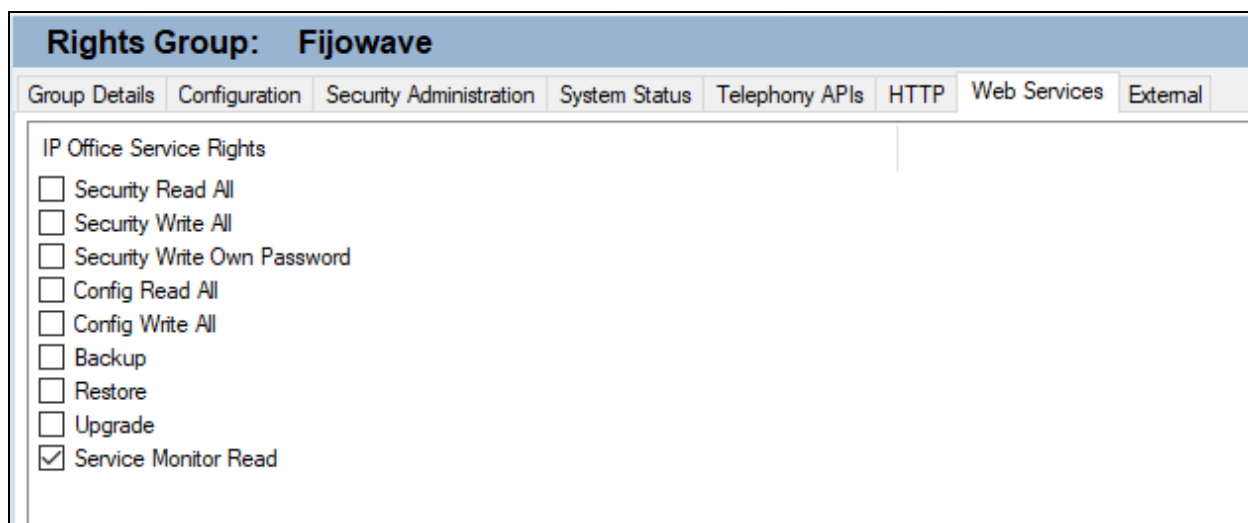 Rights Group: Fijowave
Group Details Configuration Security Administration System Status Telephony APIs HTTP Web Services External
IP Office Service Rights
Security Read All
Security Write All
Security Write Own Password
Config Read All
Config Write All
Backup
Restore
Upgrade
Service Monitor Read